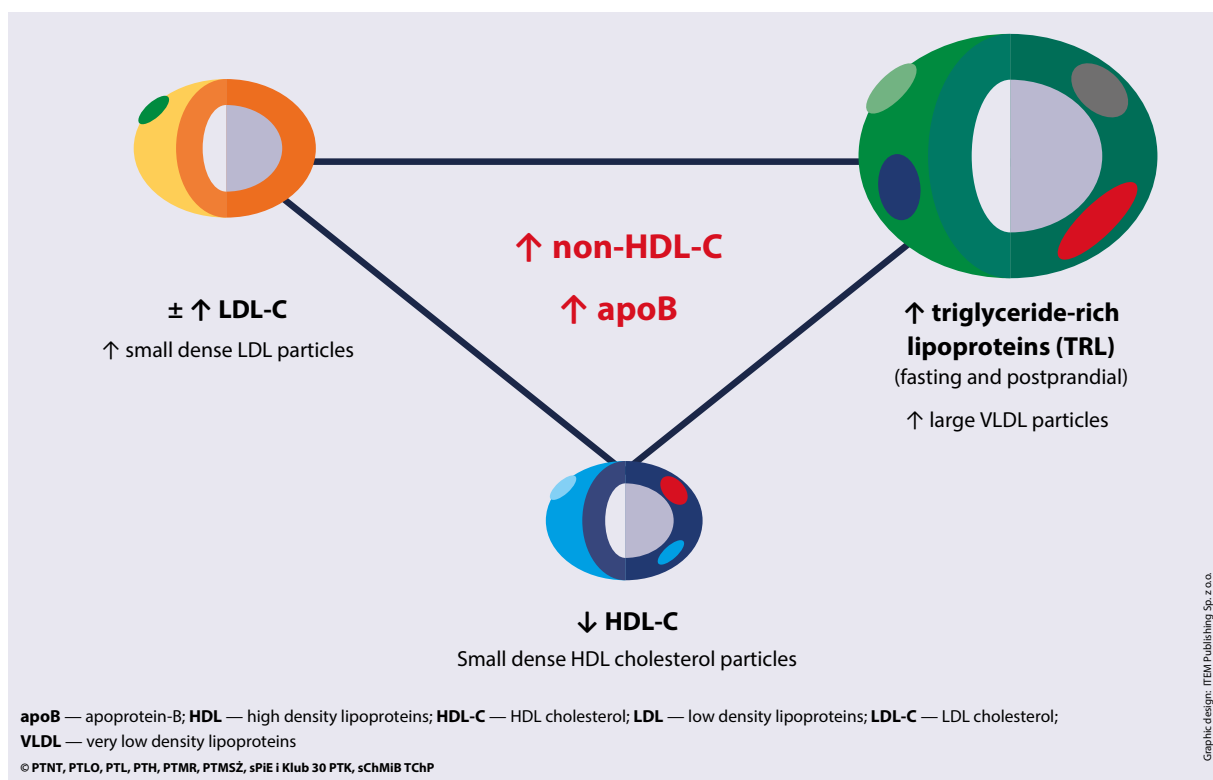 ↑ non-HDL-C
↑ apoB
± ↑ LDL-C
↑ small dense LDL particles
↑ triglyceride-rich
lipoproteins (TRL)
(fasting and postprandial)
↑ large VLDL particles
↓ HDL-C
Small dense HDL cholesterol particles
apoB — apoprotein-B; HDL — high density lipoproteins; HDL-C — HDL cholesterol; LDL — low density lipoproteins; LDL-C — LDL cholesterol;
VLDL — very low density lipoproteins
© PTNT, PTLO, PTL, PTH, PTMR, PTMSŻ, sPiE i Klub 30 PTK, sChMiB TChP
Graphic design: ITEM Publishing Sp. z o.o.